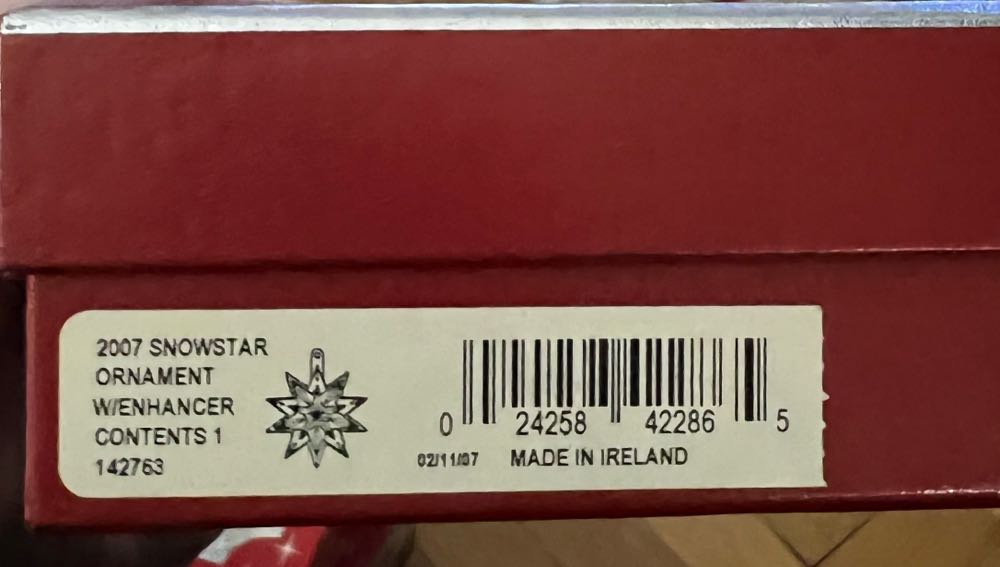 2007 SNOWSTAR
ORNAMENT
W/ENHANCER
CONTENTS 1
142763
0 24258 42286 5
02/11/07 MADE IN IRELAND